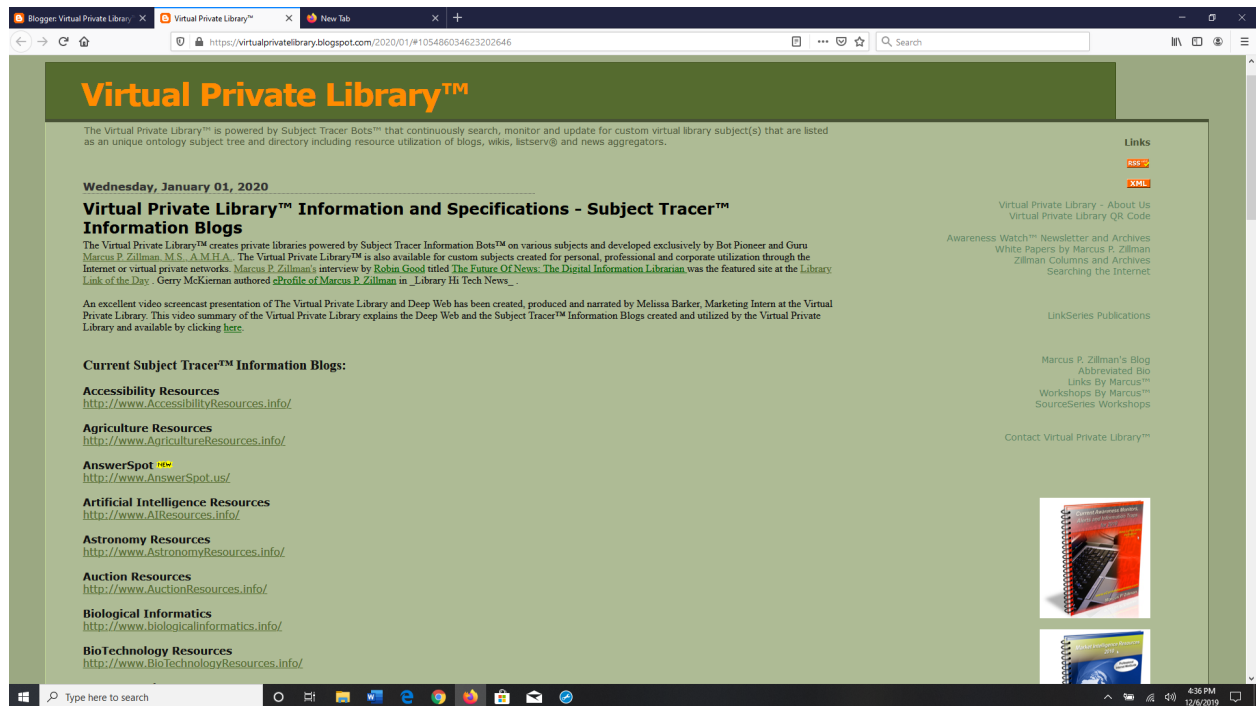 Blogger: Virtual Private Library
Virtual Private Library™
New Tab
https://virtualprivatelibrary.blogspot.com/2020/01/#105486034623202646
Search
Virtual Private Library™
The Virtual Private Library™ is powered by Subject Tracer Bots™ that continuously search, monitor and update for custom virtual library subject(s) that are listed
as an unique ontology subject tree and directory including resource utilization of blogs, wikis, listserv® and news aggregators.
Wednesday, January 01, 2020
Virtual Private Library™ Information and Specifications - Subject Tracer™
Information Blogs
The Virtual Private Library™ creates private libraries powered by Subject Tracer Information Bots™ on various subjects and developed exclusively by Bot Pioneer and Guru
Marcus P. Zillman, M.S., A.M.H.A.. The Virtual Private Library™ is also available for custom subjects created for personal, professional and corporate utilization through the
Internet or virtual private networks. Marcus P. Zillman's interview by Robin Good titled The Future Of News: The Digital Information Librarian was the featured site at the Library
Link of the Day . Gerry McKiernan authored eProfile of Marcus P. Zillman in _Library Hi Tech News_ .
An excellent video screencast presentation of The Virtual Private Library and Deep Web has been created, produced and narrated by Melissa Barker, Marketing Intern at the Virtual
Private Library. This video summary of the Virtual Private Library explains the Deep Web and the Subject Tracer™ Information Blogs created and utilized by the Virtual Private
Library and available by clicking here.
Current Subject Tracer™ Information Blogs:
Accessibility Resources
http://www.AccessibilityResources.info/
Agriculture Resources
http://www.AgricultureResources.info/
AnswerSpot NEW
http://www.AnswerSpot.us/
Artificial Intelligence Resources
http://www.AIResources.info/
Astronomy Resources
http://www.AstronomyResources.info/
Auction Resources
http://www.AuctionResources.info/
Biological Informatics
http://www.biologicalinformatics.info/
BioTechnology Resources
http://www.BioTechnologyResources.info/
Links
RSS
XML
Virtual Private Library - About Us
Virtual Private Library QR Code
Awareness Watch™ Newsletter and Archives
White Papers by Marcus P. Zillman
Zillman Columns and Archives
Searching the Internet
LinkSeries Publications
Marcus P. Zillman's Blog
Abbreviated Bio
Links By Marcus™
Workshops By Marcus™
SourceSeries Workshops
Contact Virtual Private Library™
Type here to search
4:36 PM
12/6/2019